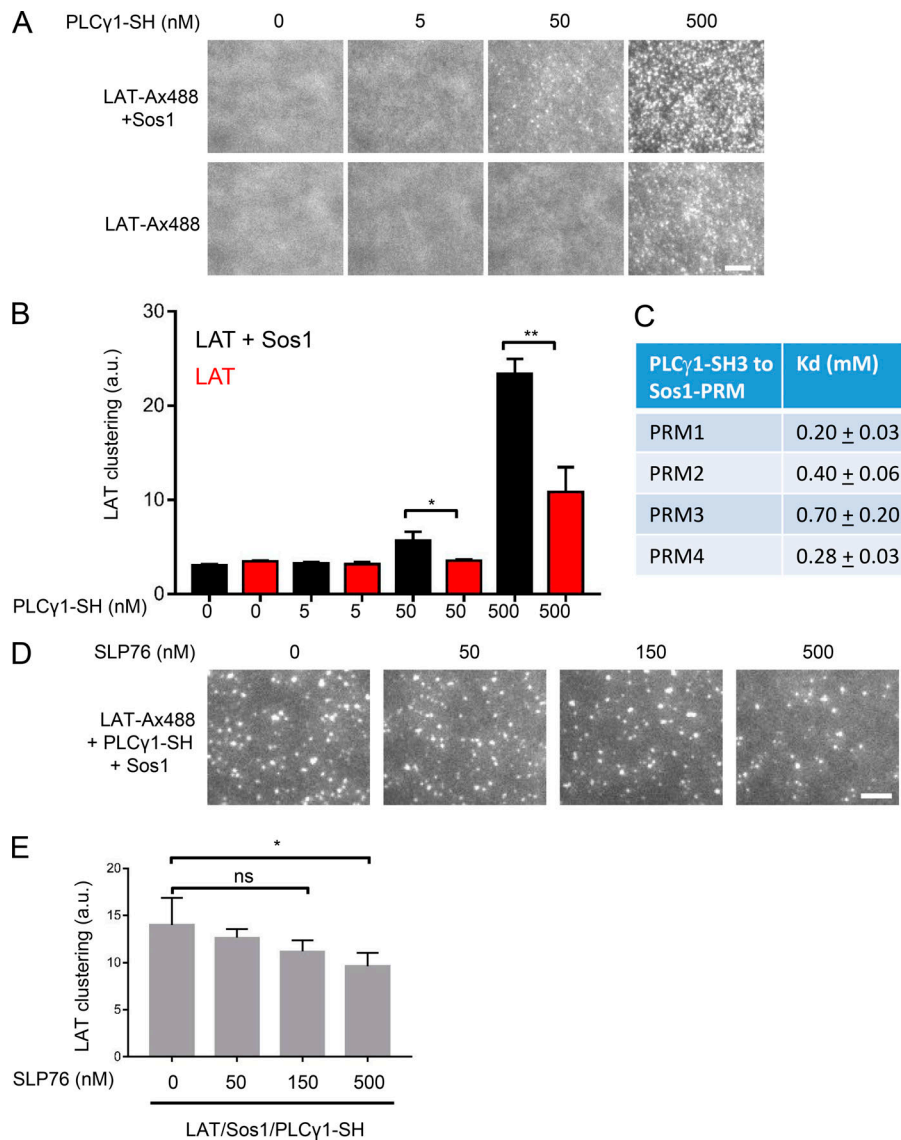 A
PLCγ1-SH (nM) 0 5 50 500
LAT-Ax488
+Sos1
LAT-Ax488
B
30
20
10
0
LAT clustering (a.u.)
LAT + Sos1
LAT
*
**
PLCγ1-SH (nM) 0 0 5 5 50 50 500 500
C
PLCγ1-SH3 to
Sos1-PRM
Kd (mM)
PRM1 0.20 ± 0.03
PRM2 0.40 ± 0.06
PRM3 0.70 ± 0.20
PRM4 0.28 ± 0.03
D
SLP76 (nM) 0 50 150 500
LAT-Ax488
+ PLCγ1-SH
+ Sos1
E
20
15
10
5
0
LAT clustering (a.u.)
*
ns
SLP76 (nM) 0 50 150 500
LAT/Sos1/PLCγ1-SH